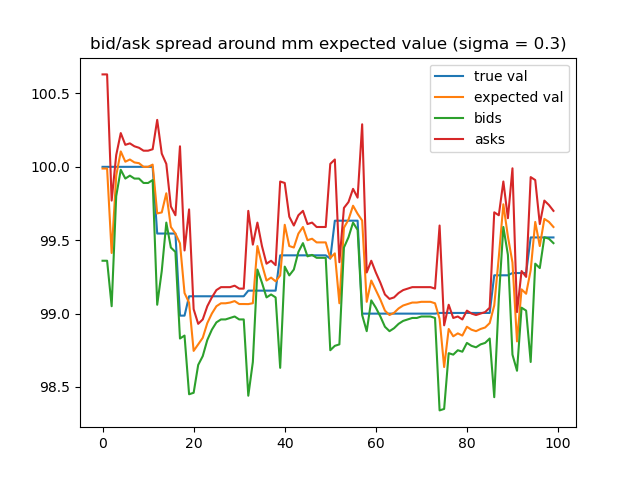 bid/ask spread around mm expected value (sigma = 0.3)
true val
expected val
bids
asks
100.5
100.0
99.5
99.0
98.5
0 20 40 60 80 100